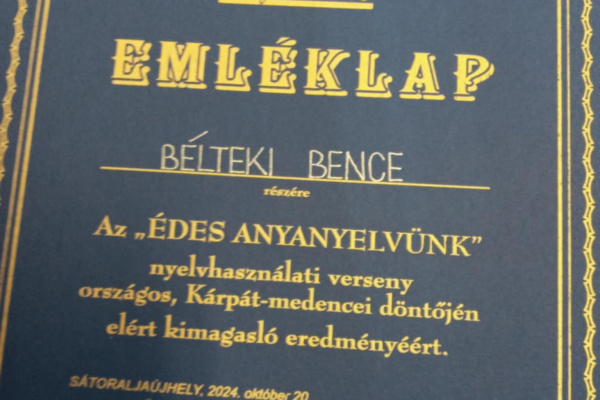 EMLÉKLAP
BÉLTEKI BENCE
részére
Az „ÉDES ANYANYELVÜNK”
nyelvhasználati verseny
országos, Kárpát-medencei döntőjén
elért kimagasló eredményéért.
SÁTORALJAÚJHELY, 2024. október 20